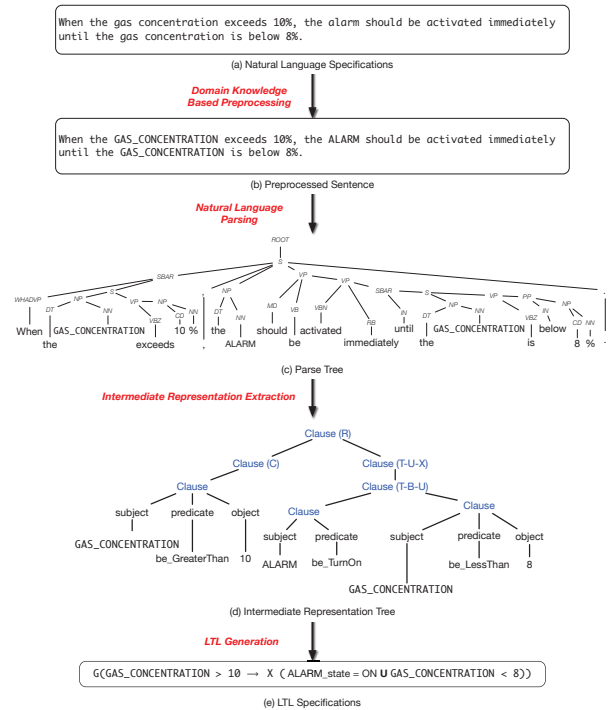 When the gas concentration exceeds 10%, the alarm should be activated immediately
until the gas concentration is below 8%.
(a) Natural Language Specifications
Domain Knowledge
Based Preprocessing
When the GAS_CONCENTRATION exceeds 10%, the ALARM should be activated immediately
until the GAS_CONCENTRATION is below 8%.
(b) Preprocessed Sentence
Natural Language
Parsing
ROOT
S
SBAR
WHADVP S NP VP VP SBAR S VP PP
DT NP NN VP NP CD NN DT NN MD VB VBN RB IN DT NP NN VBZ IN NP CD NN
VBZ
When GAS_CONCENTRATION 10 % , the should activated until GAS_CONCENTRATION below 8 % .
the exceeds ALARM be immediately the is
(c) Parse Tree
Intermediate Representation Extraction
Clause (R)
Clause (C) Clause (T-U-X)
Clause Clause (T-B-U)
Clause Clause
subject predicate object subject predicate subject predicate object
GAS_CONCENTRATION be_GreaterThan 10 ALARM be_TurnOn be_LessThan 8
GAS_CONCENTRATION
(d) Intermediate Representation Tree
LTL Generation
G(GAS_CONCENTRATION > 10 → X ( ALARM_state = ON U GAS_CONCENTRATION < 8))
(e) LTL Specifications